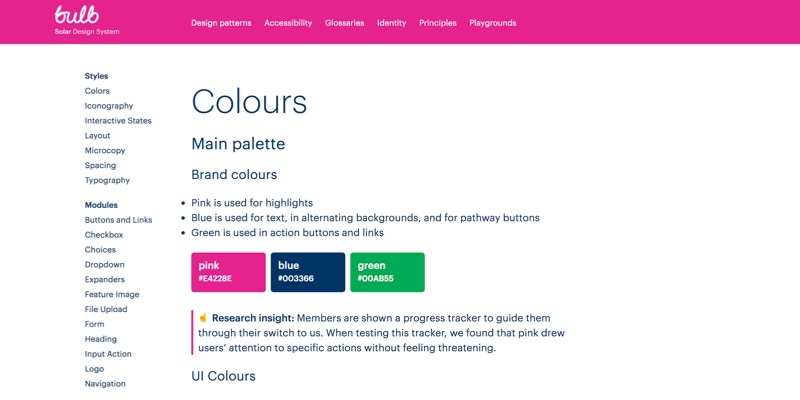 bulb
Solar Design System
Design patterns Accessibility Glossaries Identity Principles Playgrounds
Styles
Colors
Iconography
Interactive States
Layout
Microcopy
Spacing
Typography
Modules
Buttons and Links
Checkbox
Choices
Dropdown
Expanders
Feature Image
File Upload
Form
Heading
Input Action
Logo
Navigation
Colours
Main palette
Brand colours
• Pink is used for highlights
• Blue is used for text, in alternating backgrounds, and for pathway buttons
• Green is used in action buttons and links
pink
#E4228E
blue
#003366
green
#00AB55
☝️ Research insight: Members are shown a progress tracker to guide them
through their switch to us. When testing this tracker, we found that pink drew
users’ attention to specific actions without feeling threatening.
UI Colours